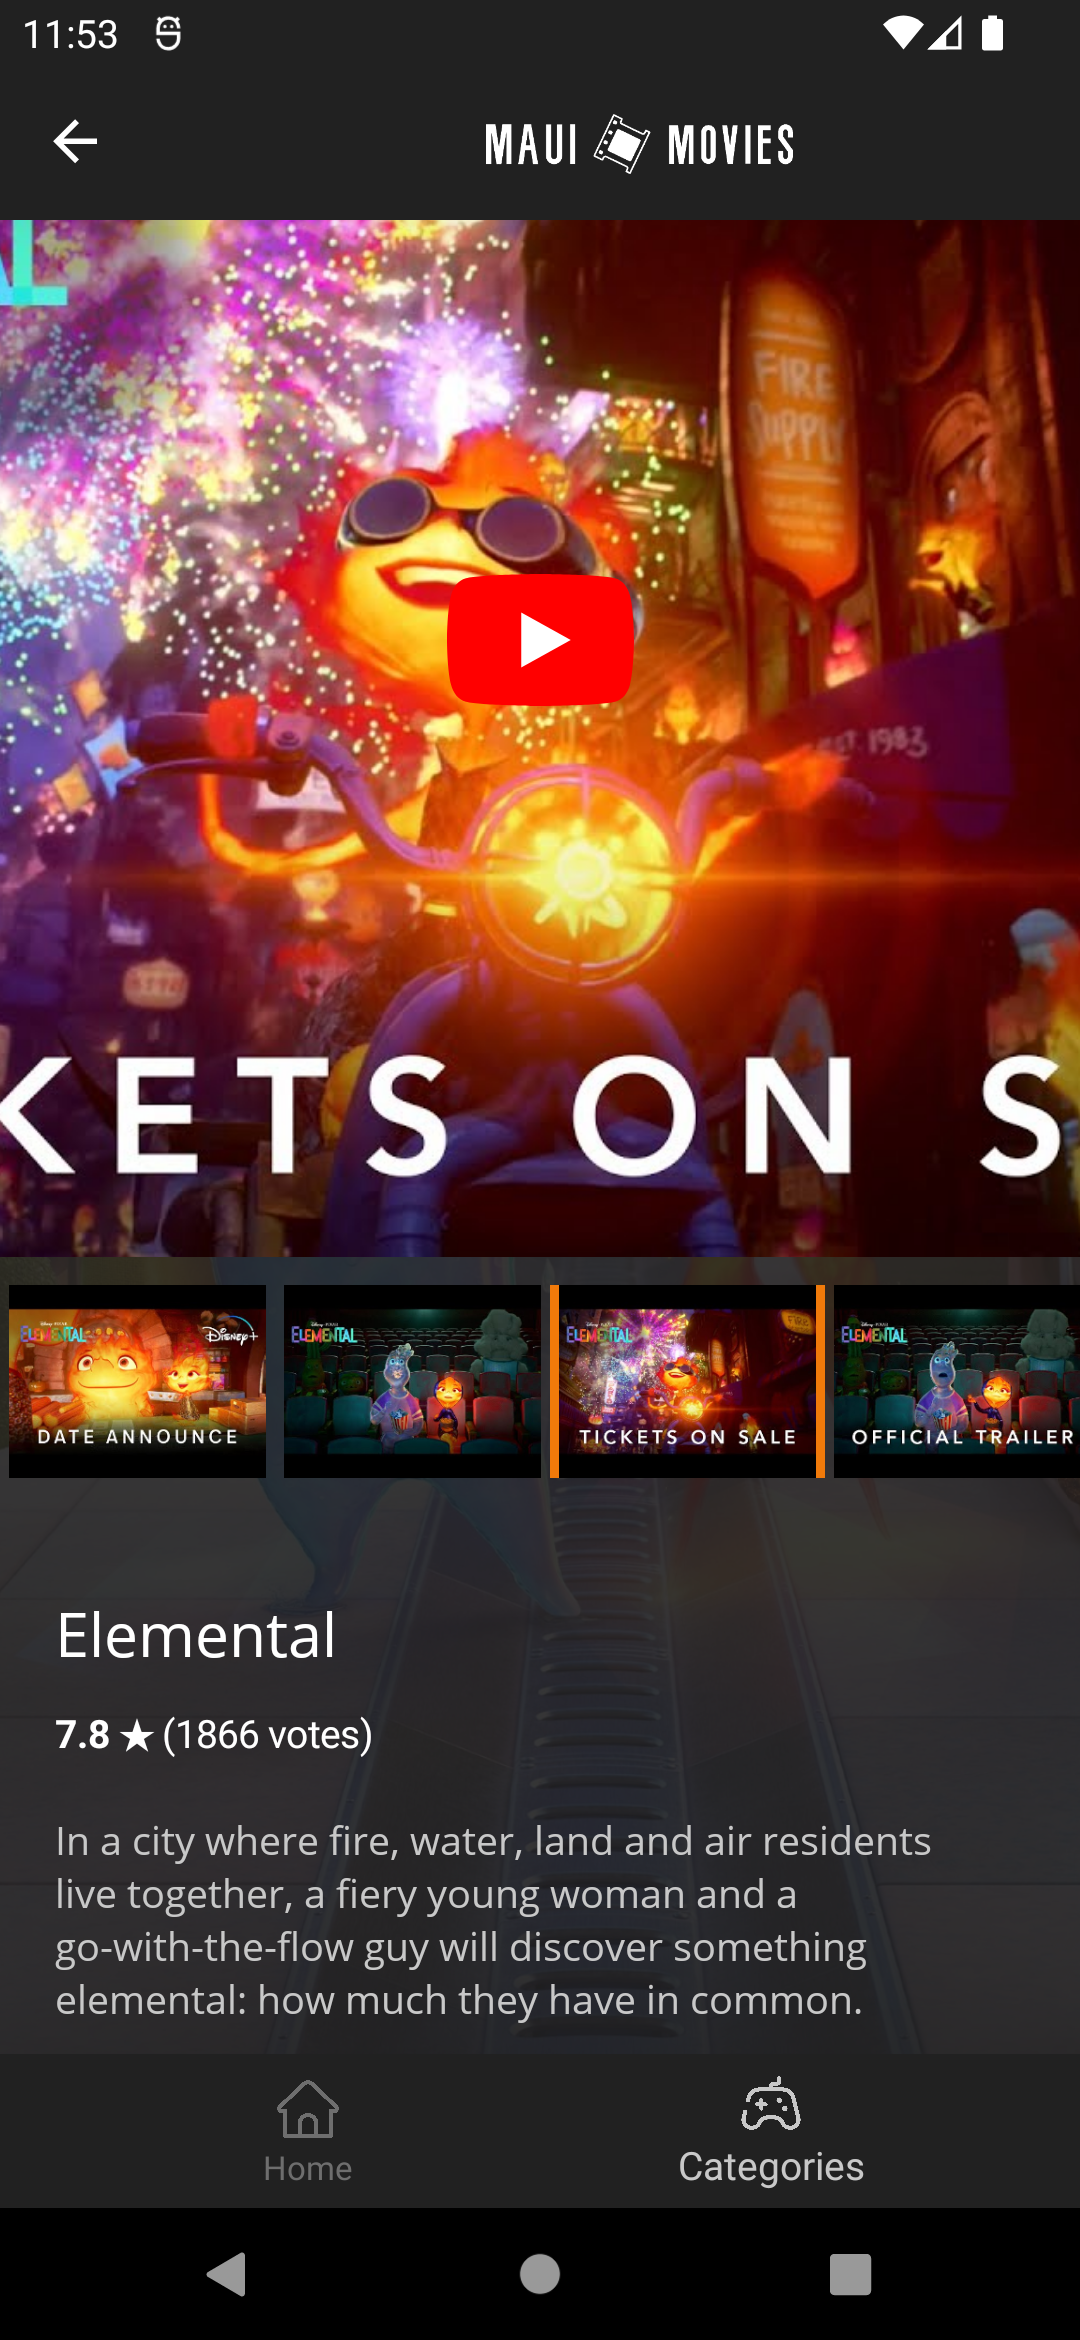 11:53
MAUI MOVIES
L
FIRE
SUPPLY
EST. 1983
KETS ON S
ELEMENTAL
Disney+
DATE ANNOUNCE
ELEMENTAL
ELEMENTAL
FIRE
TICKETS ON SALE
ELEMENTAL
OFFICIAL TRAILER
Elemental
7.8 ★ (1866 votes)
In a city where fire, water, land and air residents
live together, a fiery young woman and a
go-with-the-flow guy will discover something
elemental: how much they have in common.
Home
Categories